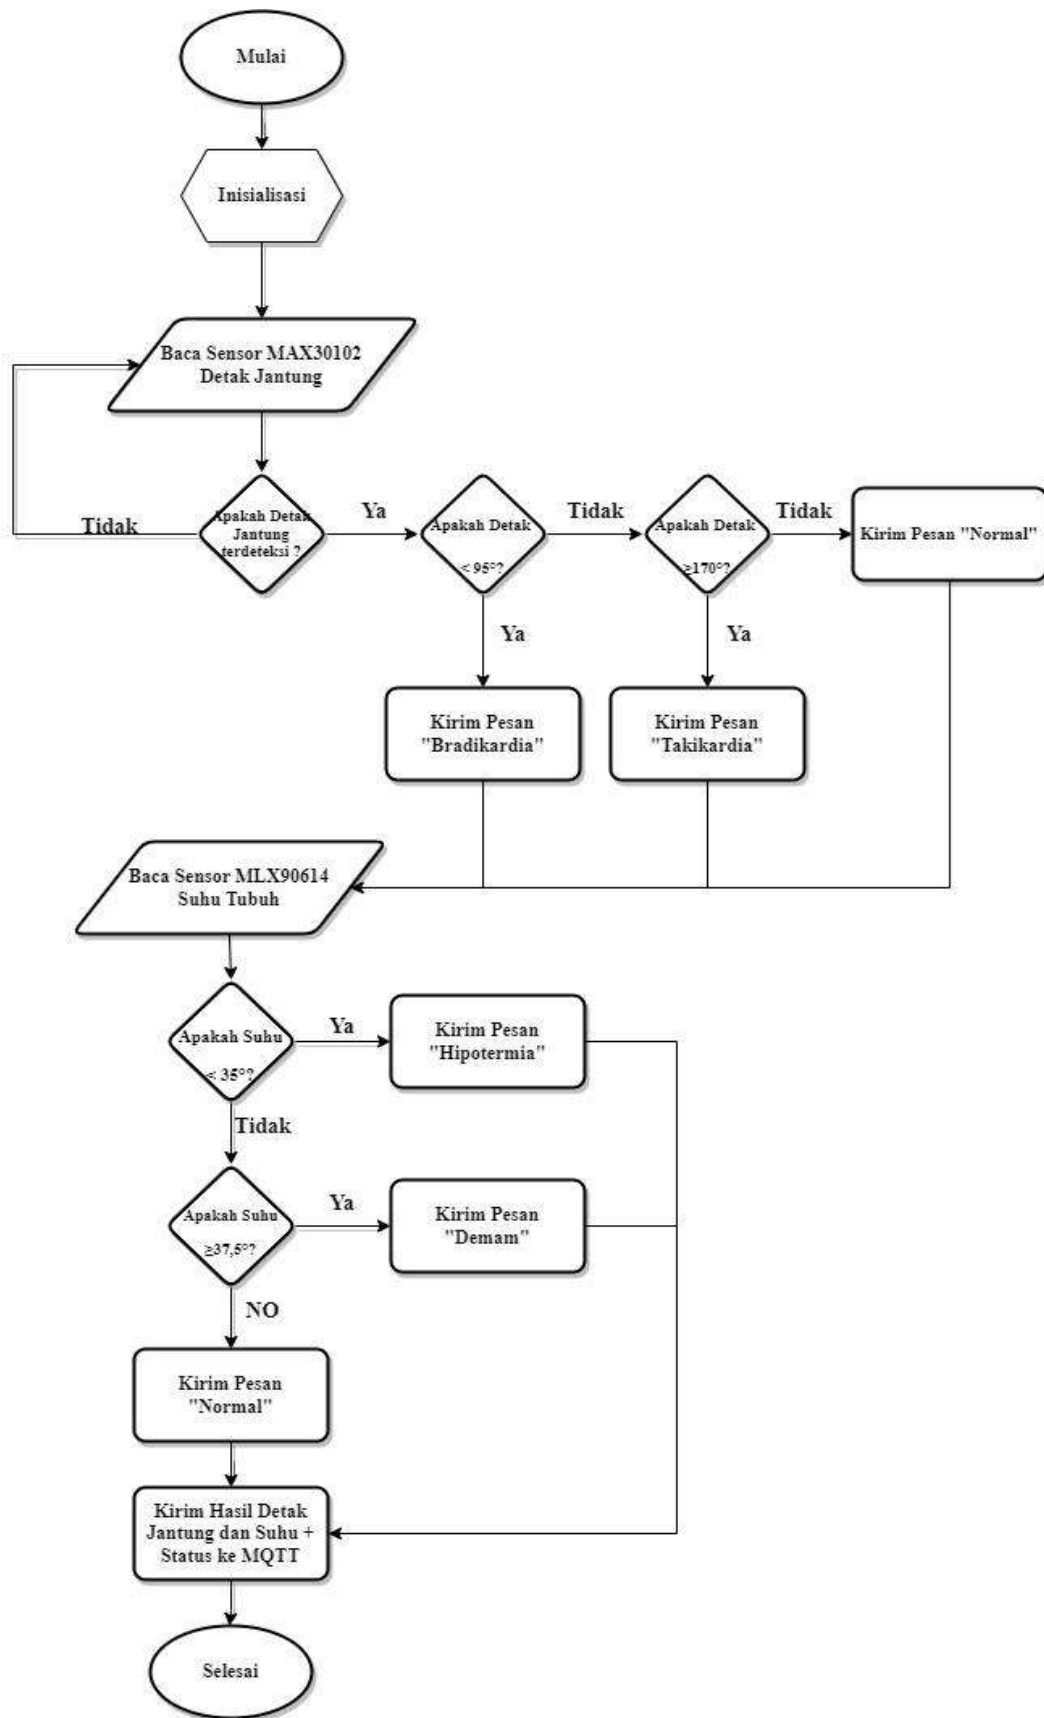 Mulai
Inisialisasi
Baca Sensor MAX30102
Detak Jantung
Tidak
Apakah Detak
Jantung
terdeteksi ?
Ya
Apakah Detak
< 95°?
Tidak
Apakah Detak
≥170°?
Tidak
Kirim Pesan "Normal"
Ya
Ya
Kirim Pesan
"Bradikardia"
Kirim Pesan
"Takikardia"
Baca Sensor MLX90614
Suhu Tubuh
Apakah Suhu
< 35°?
Ya
Kirim Pesan
"Hipotermia"
Tidak
Apakah Suhu
≥37,5°?
Ya
Kirim Pesan
"Demam"
NO
Kirim Pesan
"Normal"
Kirim Hasil Detak
Jantung dan Suhu +
Status ke MQTT
Selesai